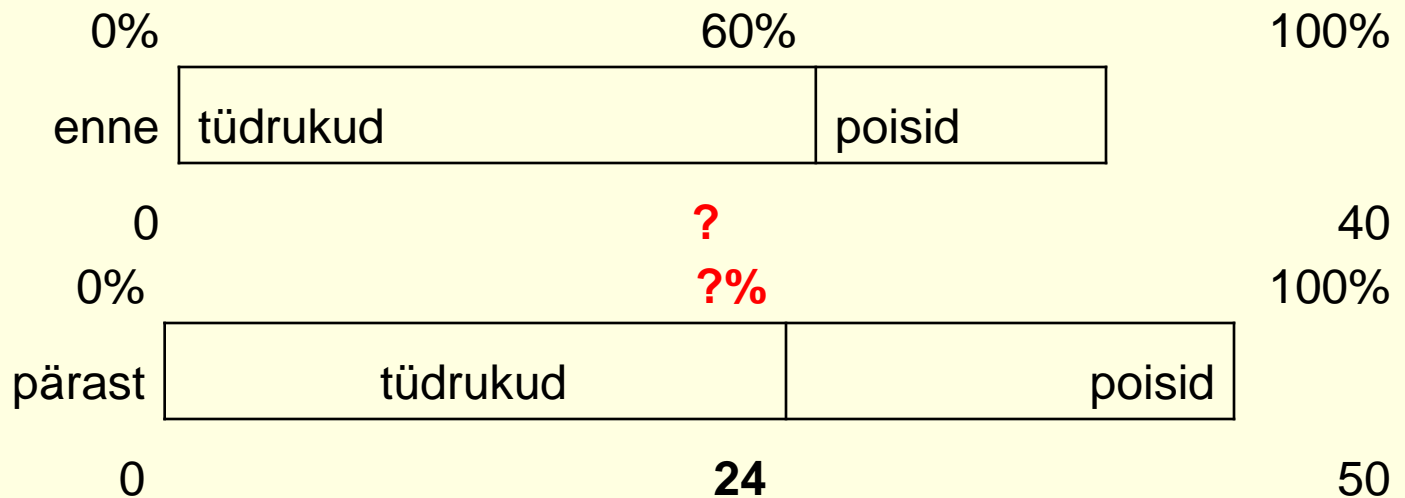 0% 60% 100%
enne tüdrukud poisid
0 ? 40
0% ?% 100%
pärast tüdrukud poisid
0 24 50